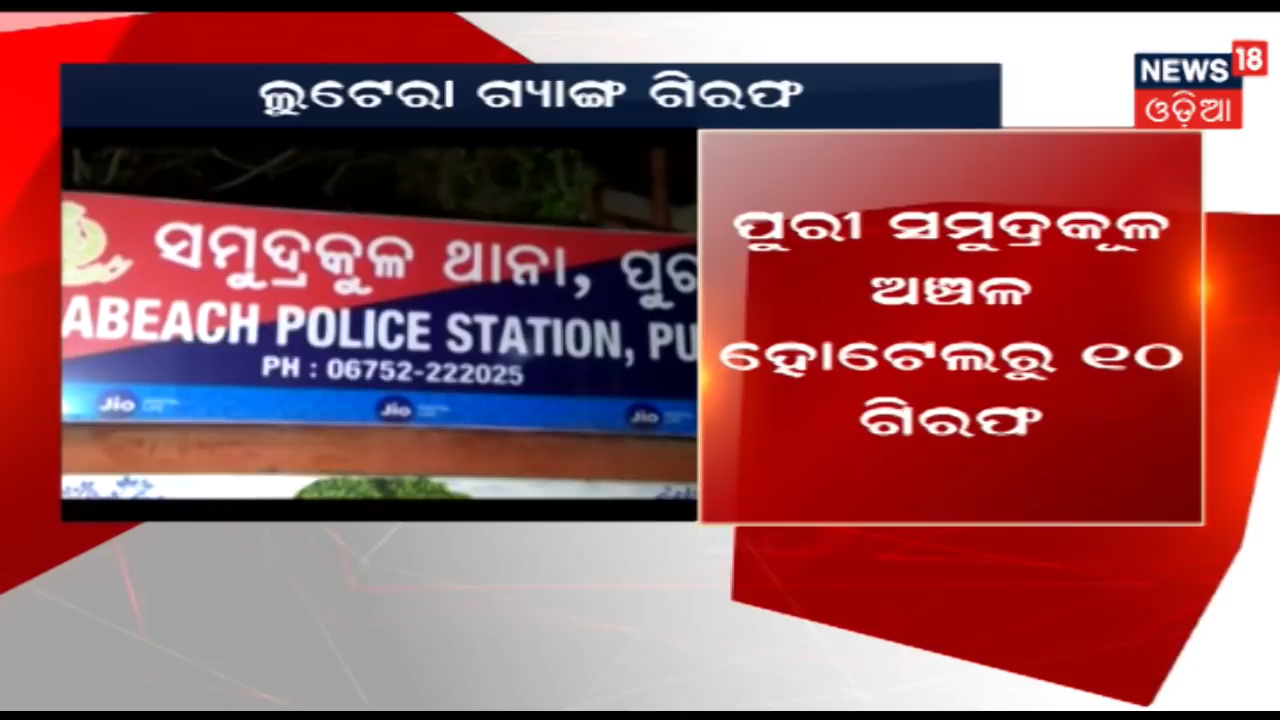 ଲୁଟେରା ଗ୍ୟାଙ୍ଗ ଗିରଫ
NEWS 18
ଓଡ଼ିଆ
ସମୁଦ୍ରକୁଳ ଥାନା, ପୁର
ABEACH POLICE STATION, PU
PH : 06752-222025
Jio Jio Jio
ପୁରୀ ସମୁଦ୍ରକୂଳ
ଅଞ୍ଚଳ
ହୋଟେଲରୁ ୧୦
ଗିରଫ